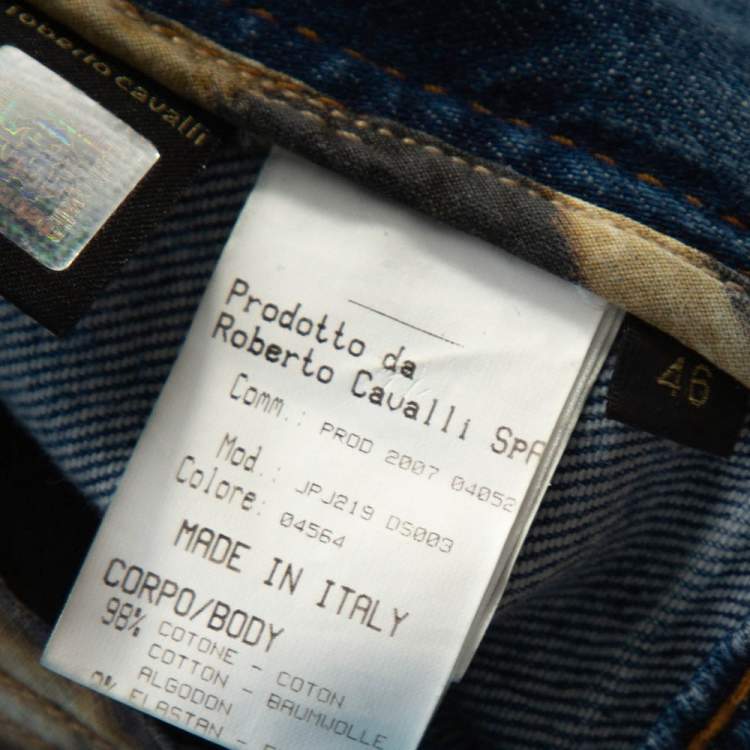 roberto cavalli
46
Prodotto da
Roberto Cavalli SpA
Comm.: PROD 2007 04052
Mod.: JPJ219 DS003
Colore: 04564
MADE IN ITALY
CORPO/BODY
98% COTONE - COTON
COTTON - BAUMWOLLE
ALGODON
ELASTAN -